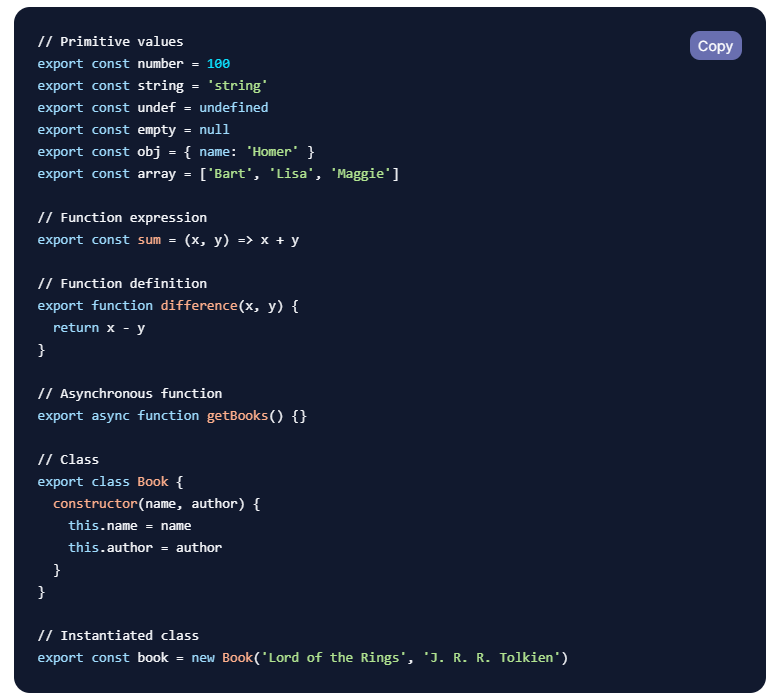 Copy
// Primitive values
export const number = 100
export const string = 'string'
export const undef = undefined
export const empty = null
export const obj = { name: 'Homer' }
export const array = ['Bart', 'Lisa', 'Maggie']

// Function expression
export const sum = (x, y) => x + y

// Function definition
export function difference(x, y) {
  return x - y
}

// Asynchronous function
export async function getBooks() {}

// Class
export class Book {
  constructor(name, author) {
    this.name = name
    this.author = author
  }
}

// Instantiated class
export const book = new Book('Lord of the Rings', 'J. R. R. Tolkien')